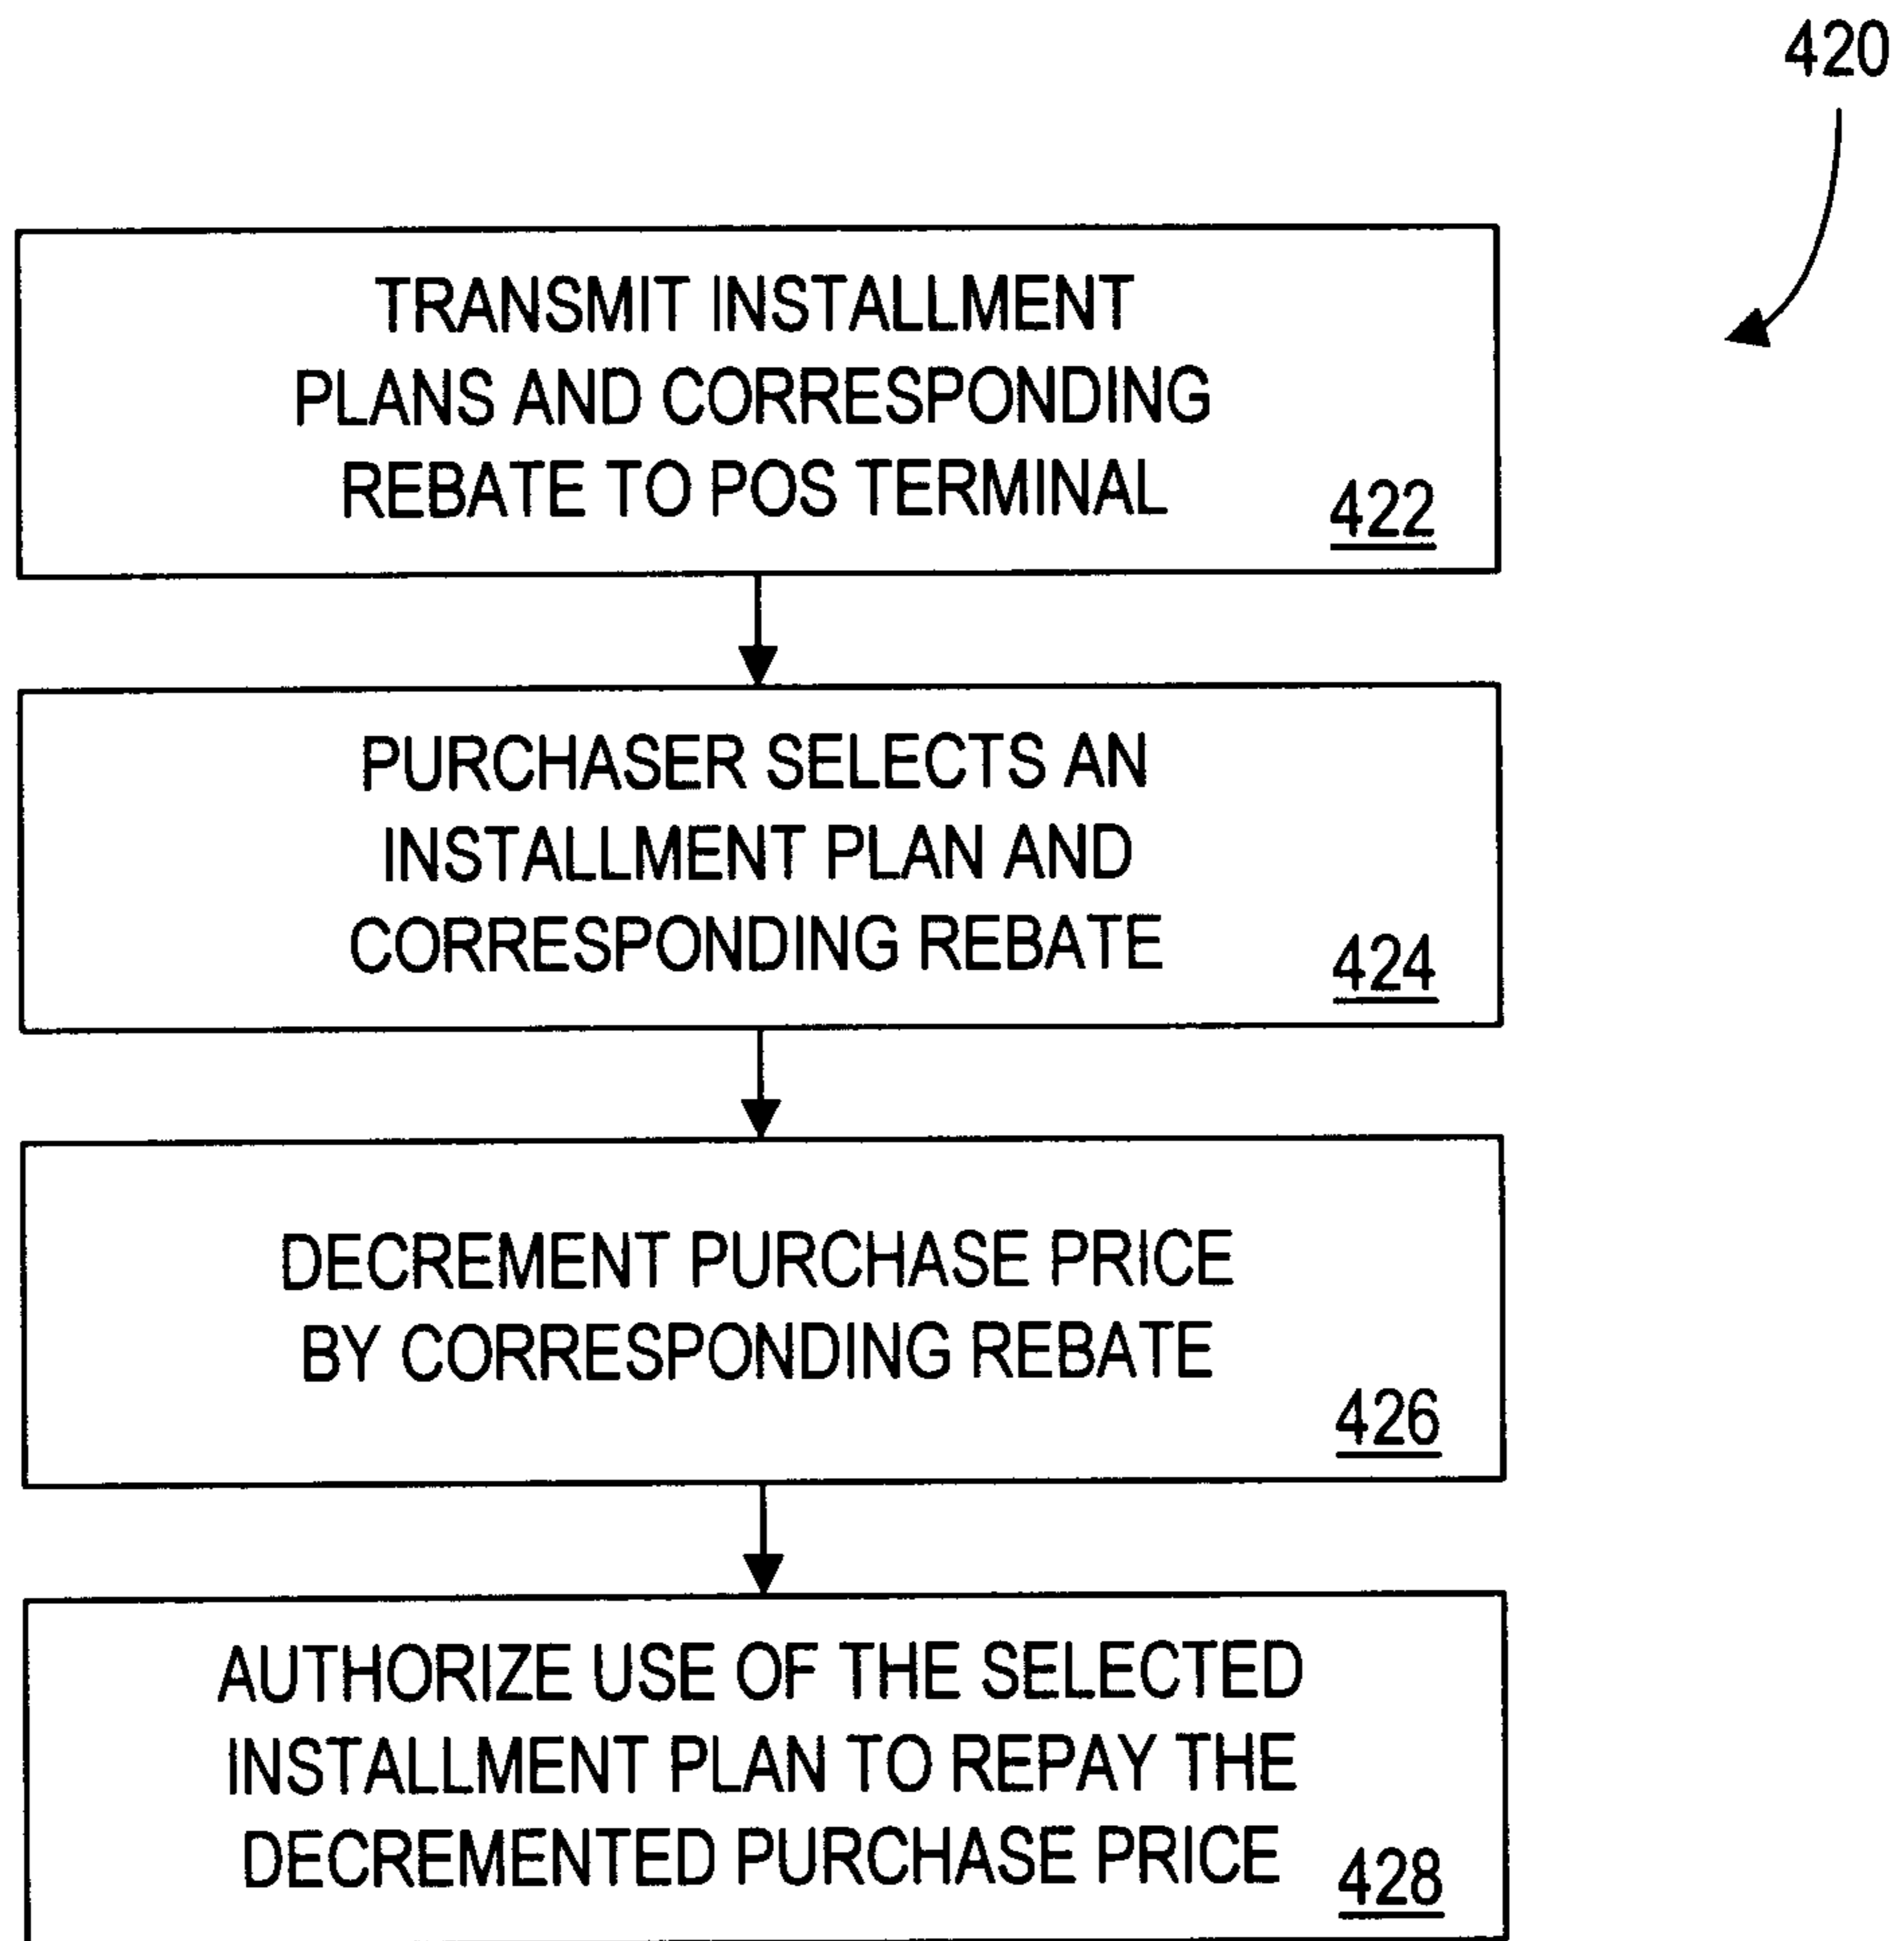 420
TRANSMIT INSTALLMENT
PLANS AND CORRESPONDING
REBATE TO POS TERMINAL
422
PURCHASER SELECTS AN
INSTALLMENT PLAN AND
CORRESPONDING REBATE
424
DECREMENT PURCHASE PRICE
BY CORRESPONDING REBATE
426
AUTHORIZE USE OF THE SELECTED
INSTALLMENT PLAN TO REPAY THE
DECREMENTED PURCHASE PRICE
428